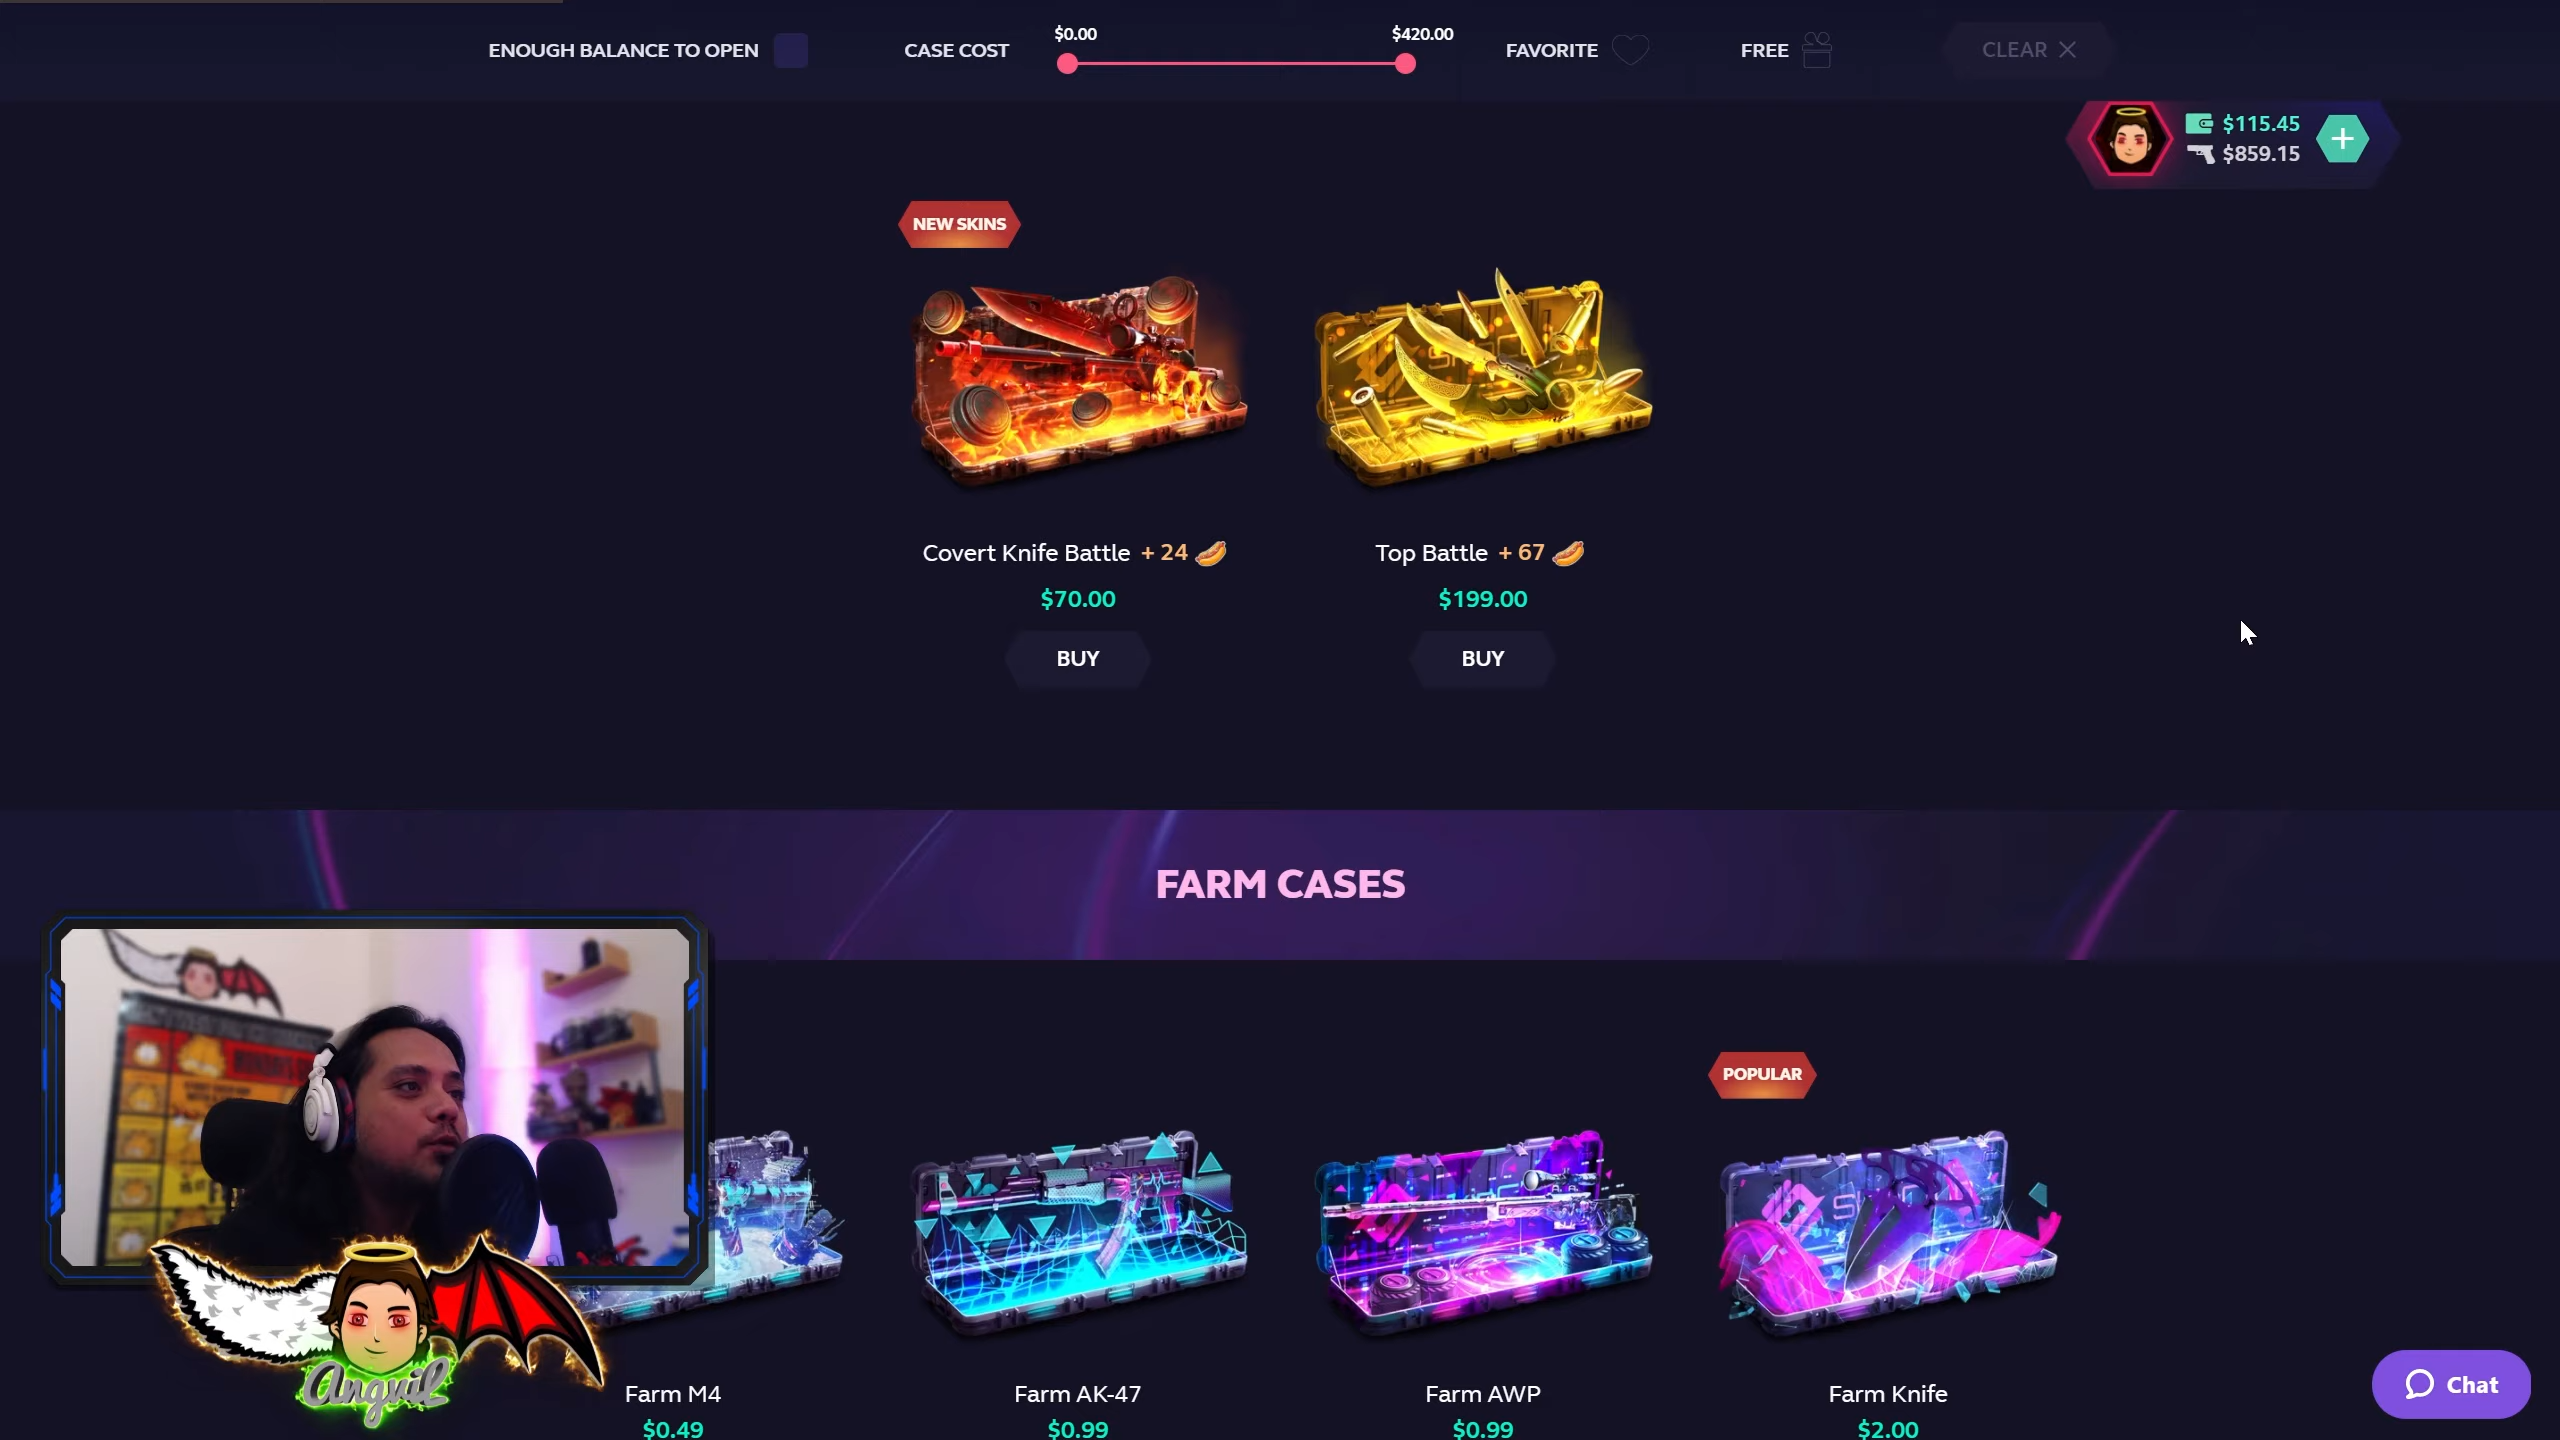 ENOUGH BALANCE TO OPEN
CASE COST
$0.00
$420.00
FAVORITE
FREE
CLEAR
$115.45
$859.15
NEW SKINS
Covert Knife Battle + 24
$70.00
BUY
Top Battle + 67
$199.00
BUY
FARM CASES
POPULAR
Farm M4
$0.49
Farm AK-47
$0.99
Farm AWP
$0.99
Farm Knife
$2.00
Angvil
Chat